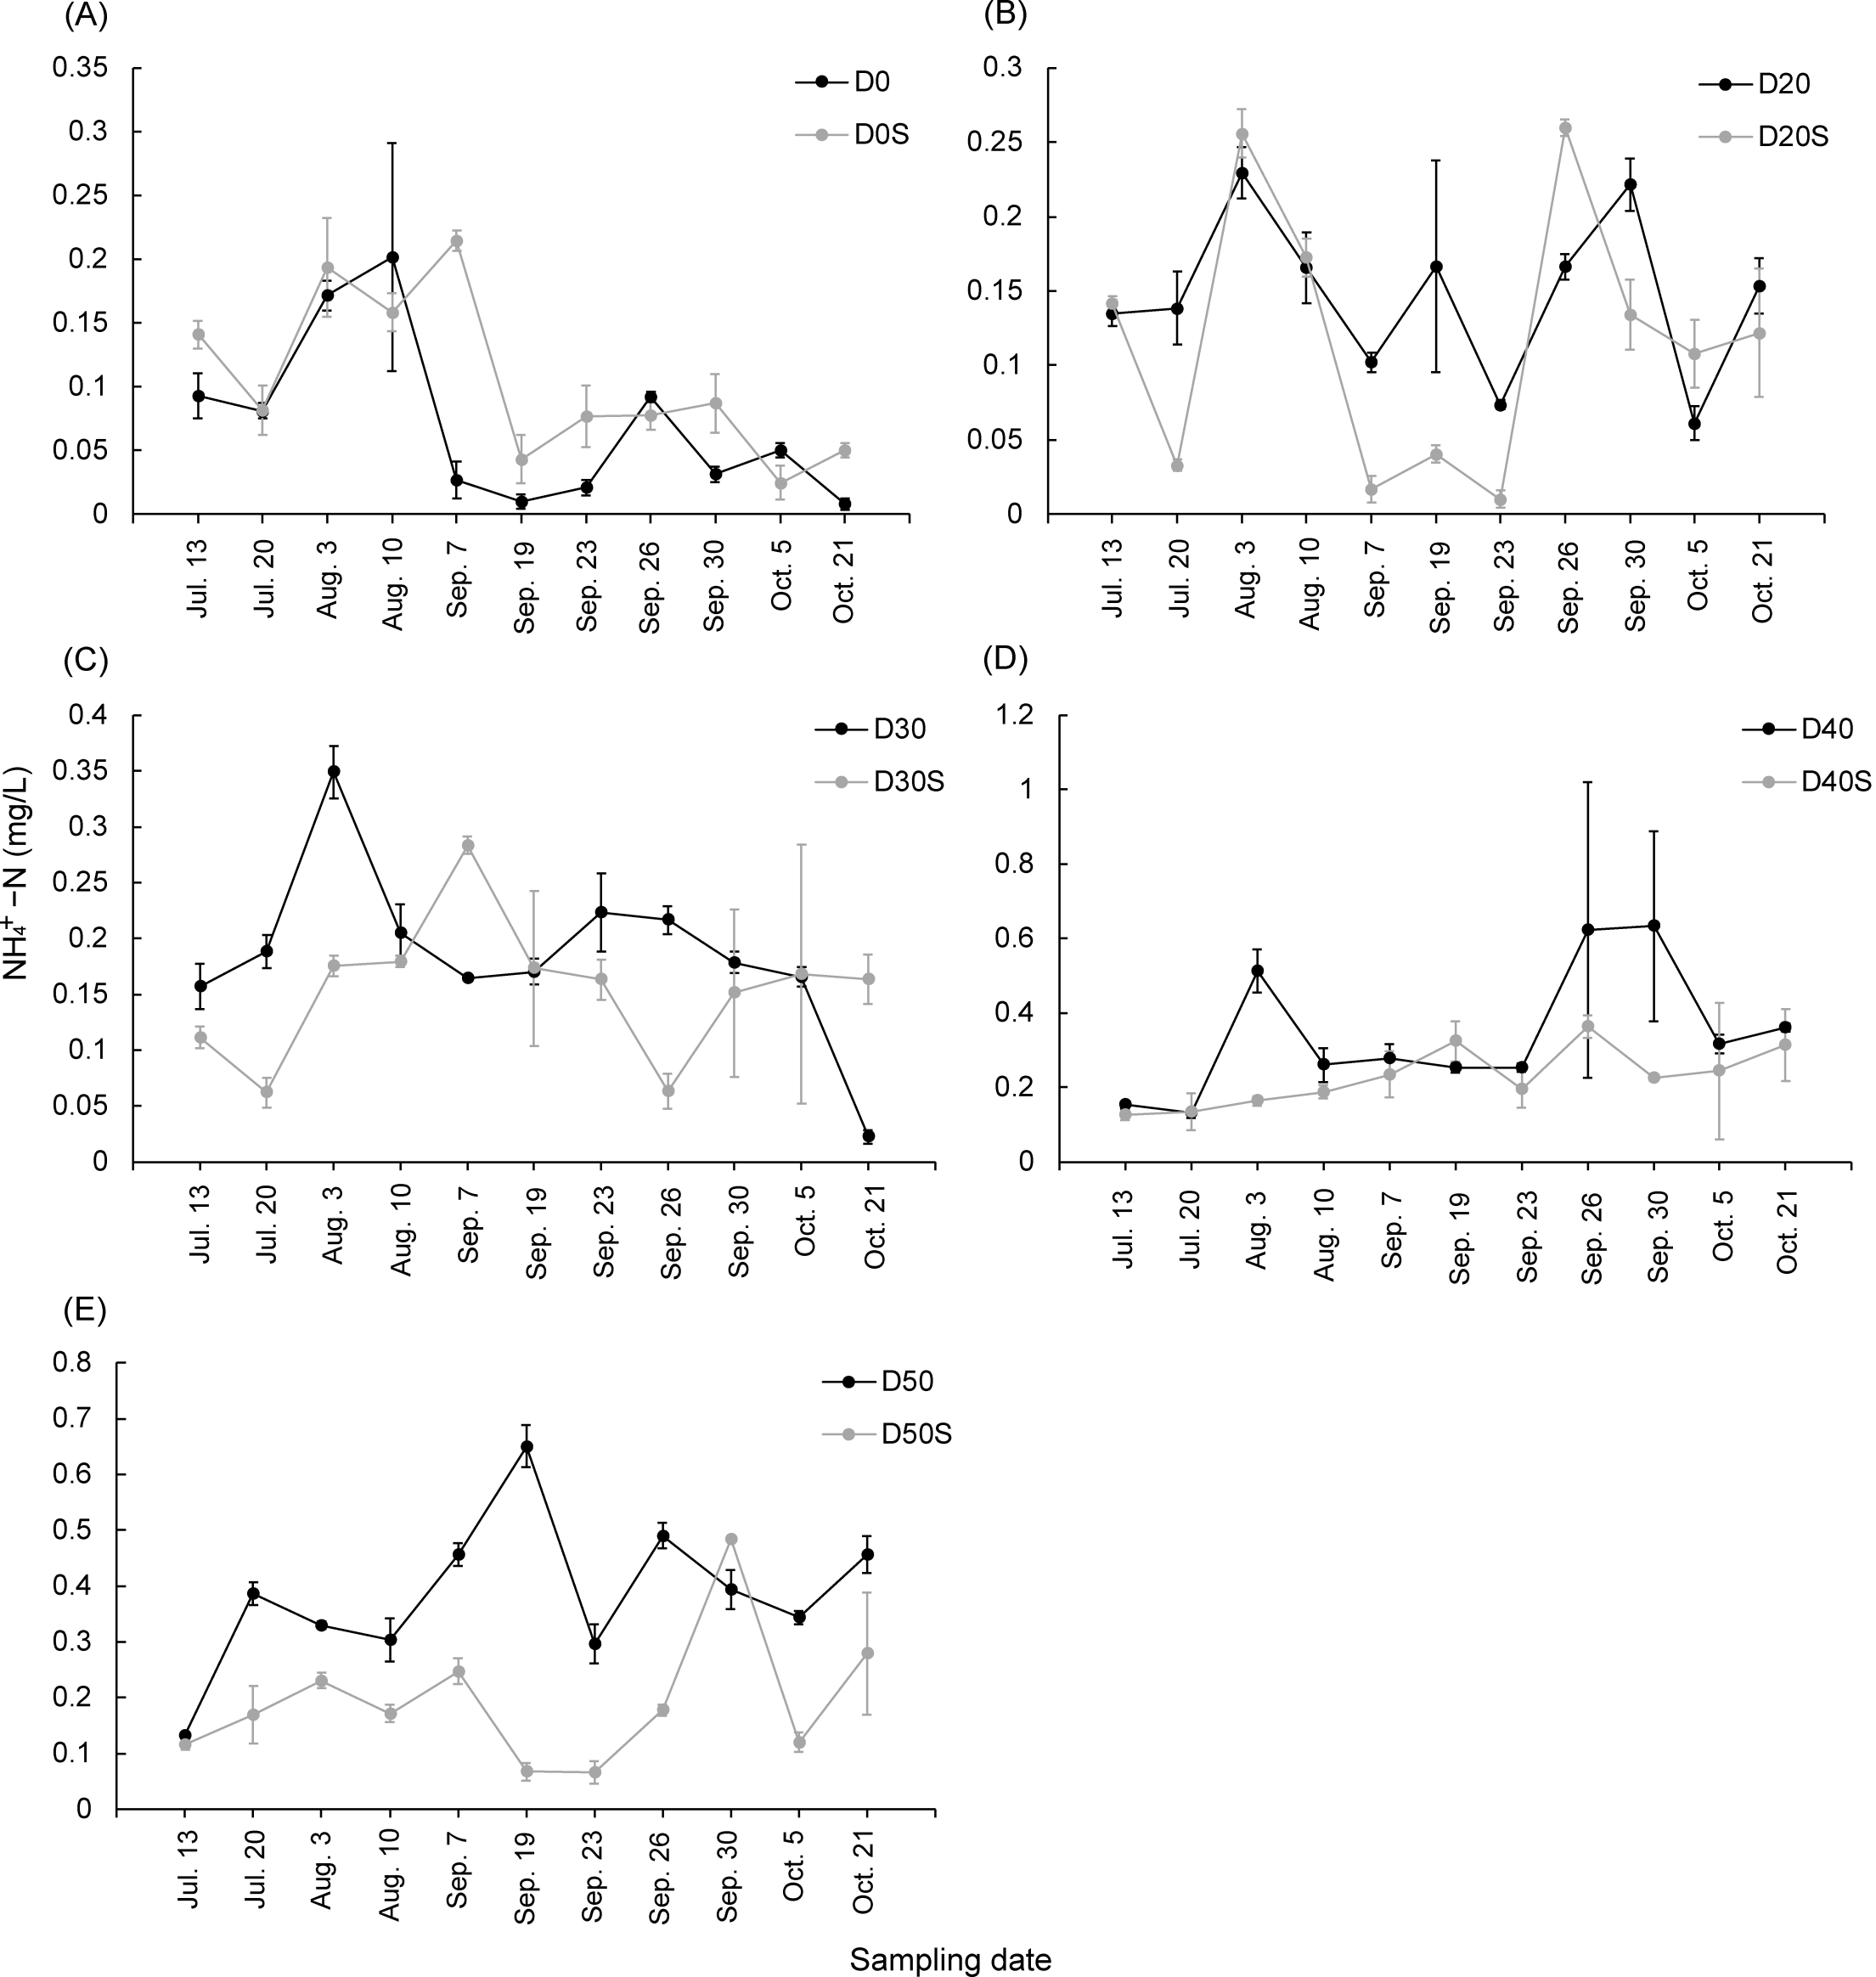 (A)
0.35
0.3
0.25
0.2
0.15
0.1
0.05
0
D0
D0S
Jul. 13
Jul. 20
Aug. 3
Aug. 10
Sep. 7
Sep. 19
Sep. 23
Sep. 26
Sep. 30
Oct. 5
Oct. 21
(B)
0.3
0.25
0.2
0.15
0.1
0.05
0
D20
D20S
Jul. 13
Jul. 20
Aug. 3
Aug. 10
Sep. 7
Sep. 19
Sep. 23
Sep. 26
Sep. 30
Oct. 5
Oct. 21
NH₄⁺–N (mg/L)
(C)
0.4
0.35
0.3
0.25
0.2
0.15
0.1
0.05
0
D30
D30S
Jul. 13
Jul. 20
Aug. 3
Aug. 10
Sep. 7
Sep. 19
Sep. 23
Sep. 26
Sep. 30
Oct. 5
Oct. 21
(D)
1.2
1
0.8
0.6
0.4
0.2
0
D40
D40S
Jul. 13
Jul. 20
Aug. 3
Aug. 10
Sep. 7
Sep. 19
Sep. 23
Sep. 26
Sep. 30
Oct. 5
Oct. 21
(E)
0.8
0.7
0.6
0.5
0.4
0.3
0.2
0.1
0
D50
D50S
Jul. 13
Jul. 20
Aug. 3
Aug. 10
Sep. 7
Sep. 19
Sep. 23
Sep. 26
Sep. 30
Oct. 5
Oct. 21
Sampling date